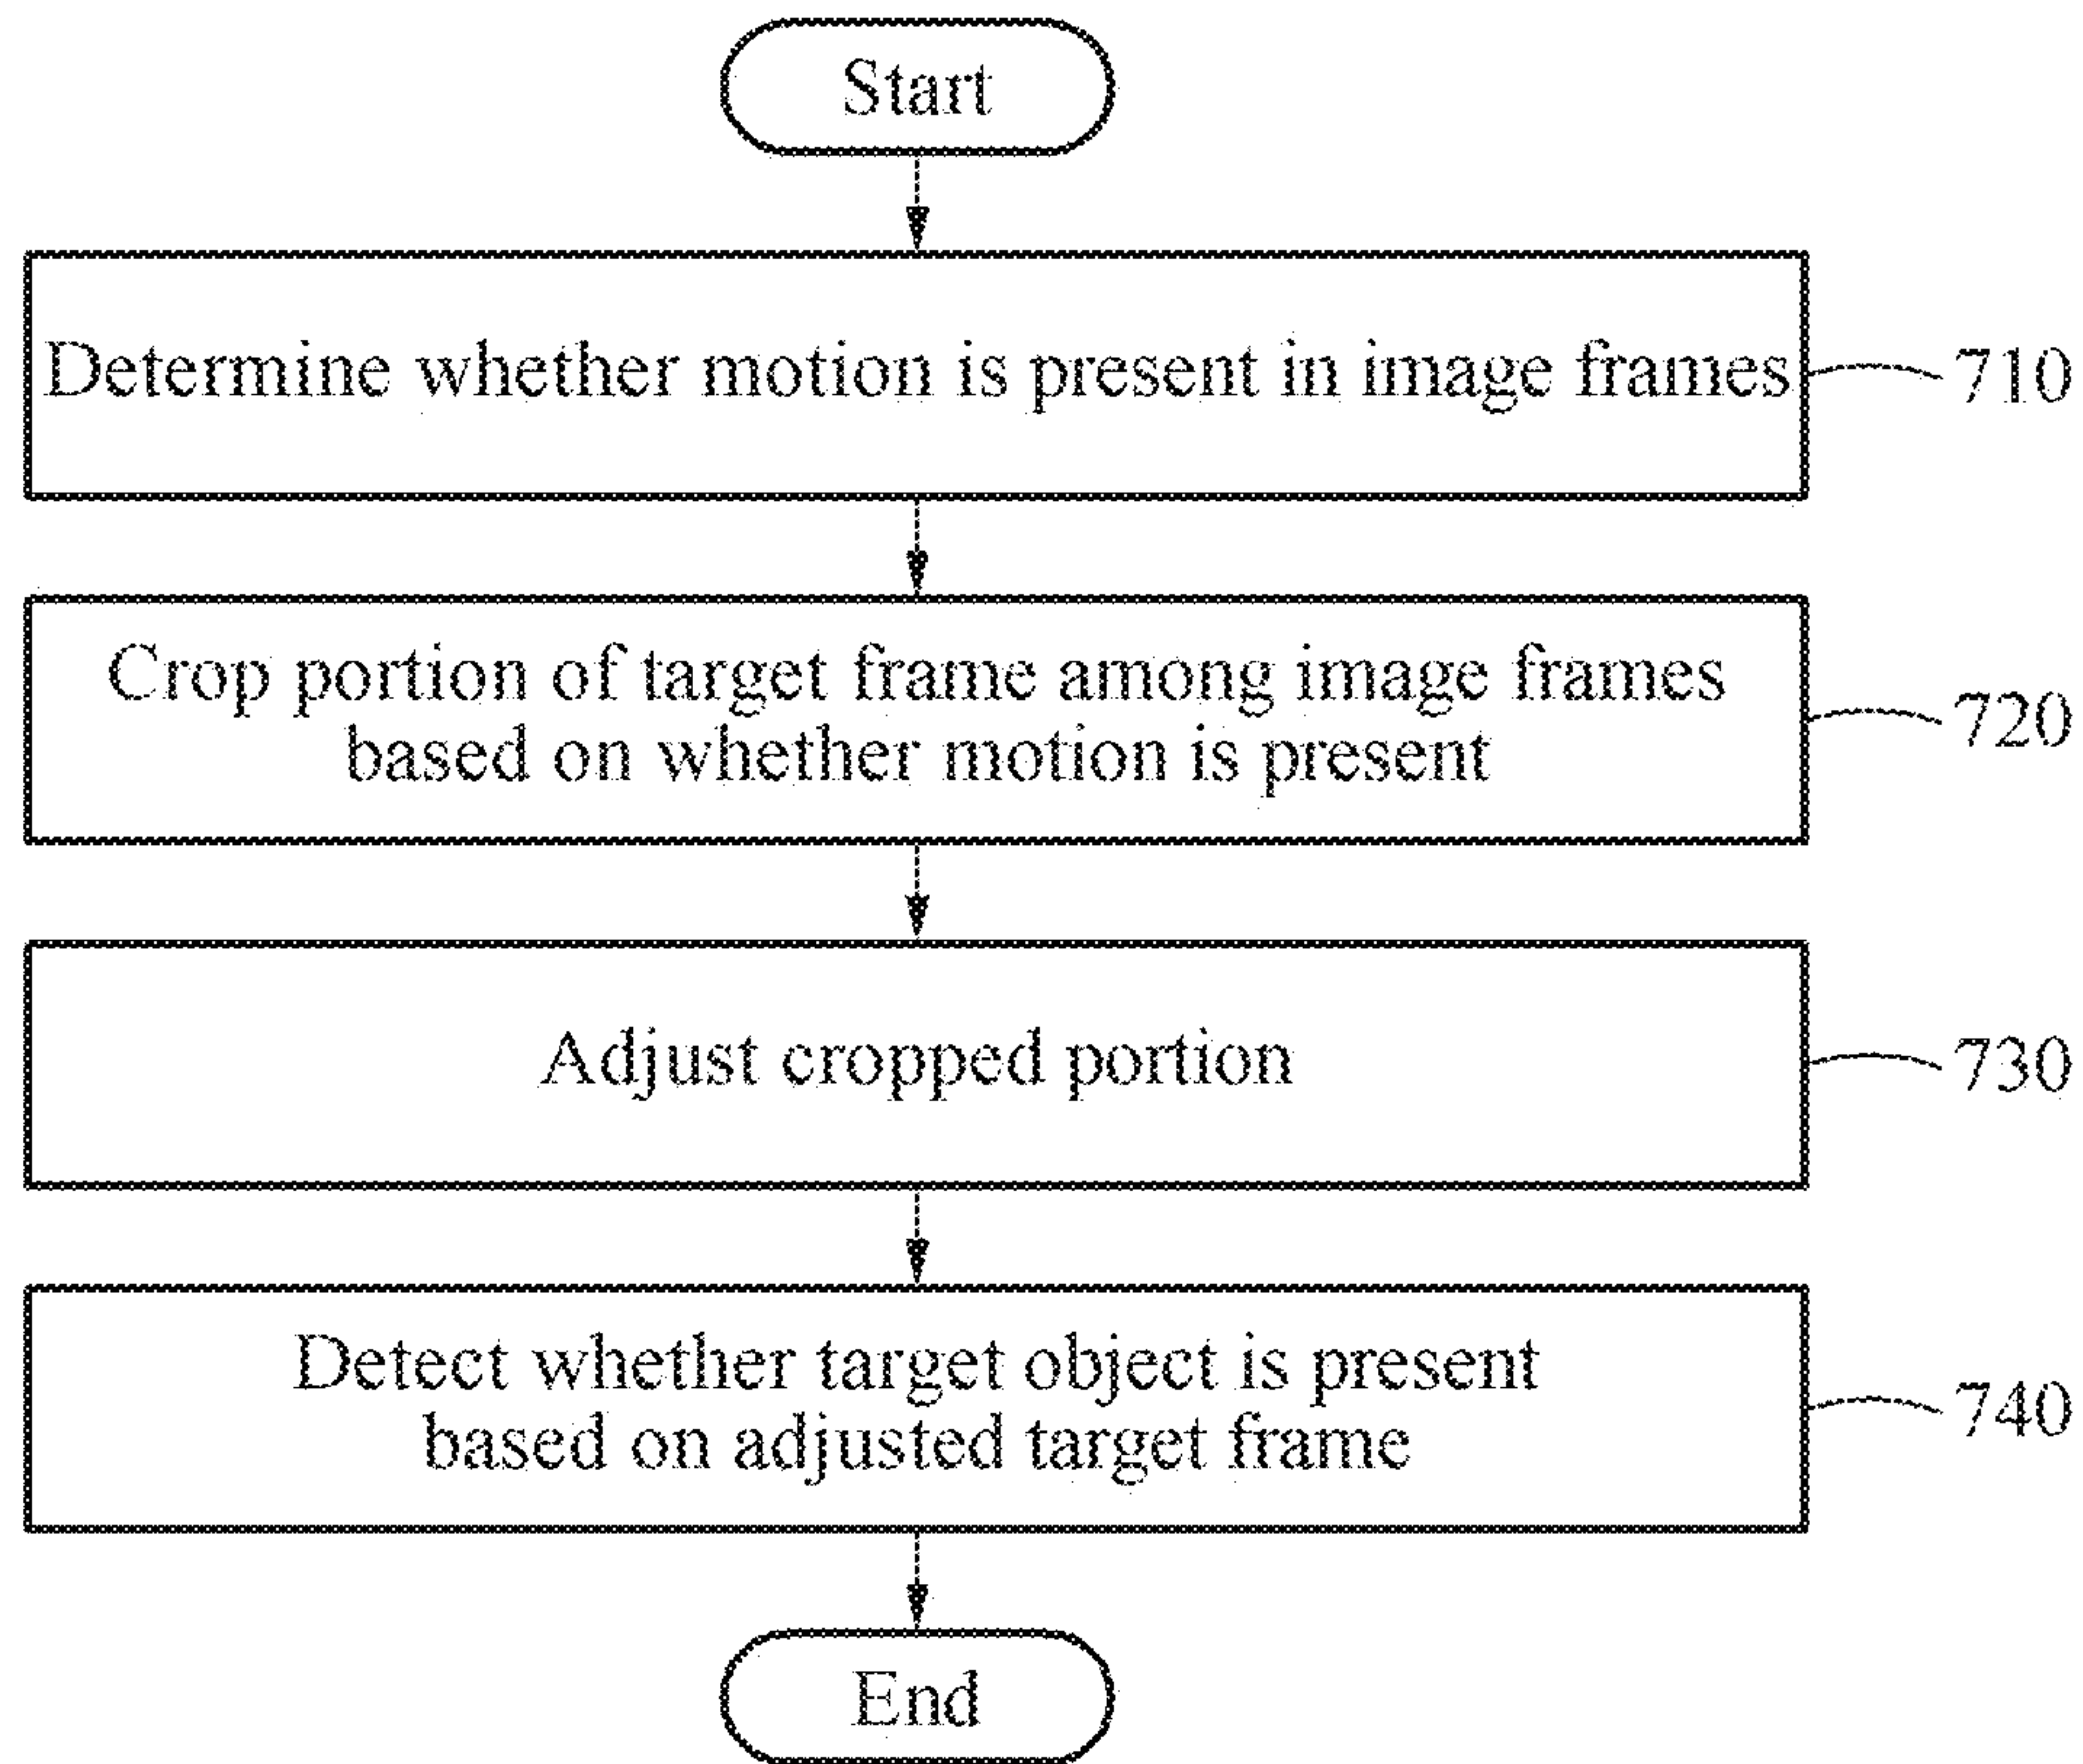 Start
Determine whether motion is present in image frames
710
Crop portion of target frame among image frames
based on whether motion is present
720
Adjust cropped portion
730
Detect whether target object is present
based on adjusted target frame
740
End